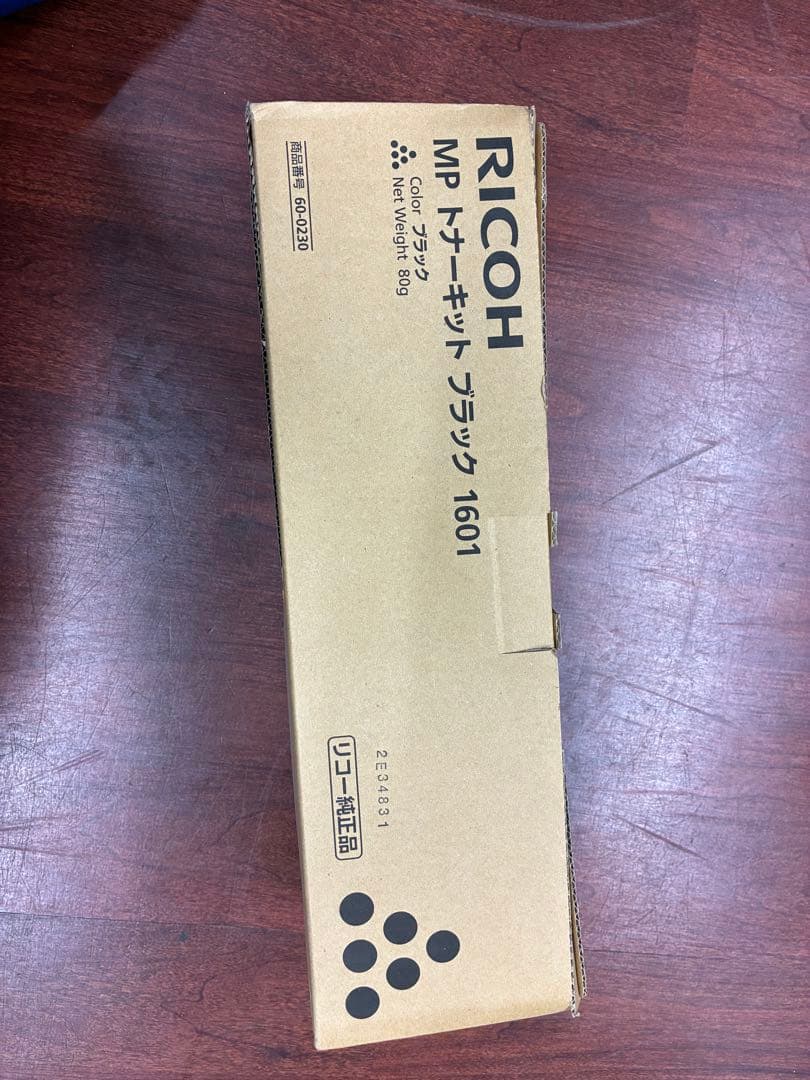 RICOH
MP トナーキット ブラック 1601
Color ブラック
Net Weight 80g
商品番号 60-0230
2E34831
リコー純正品